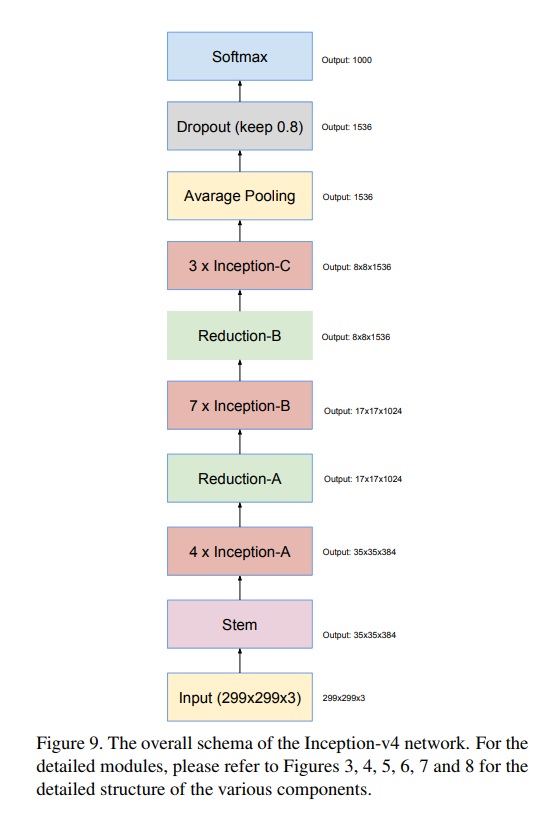 Softmax
Output: 1000
Dropout (keep 0.8)
Output: 1536
Avarage Pooling
Output: 1536
3 x Inception-C
Output: 8x8x1536
Reduction-B
Output: 8x8x1536
7 x Inception-B
Output: 17x17x1024
Reduction-A
Output: 17x17x1024
4 x Inception-A
Output: 35x35x384
Stem
Output: 35x35x384
Input (299x299x3)
299x299x3
Figure 9. The overall schema of the Inception-v4 network. For the
detailed modules, please refer to Figures 3, 4, 5, 6, 7 and 8 for the
detailed structure of the various components.